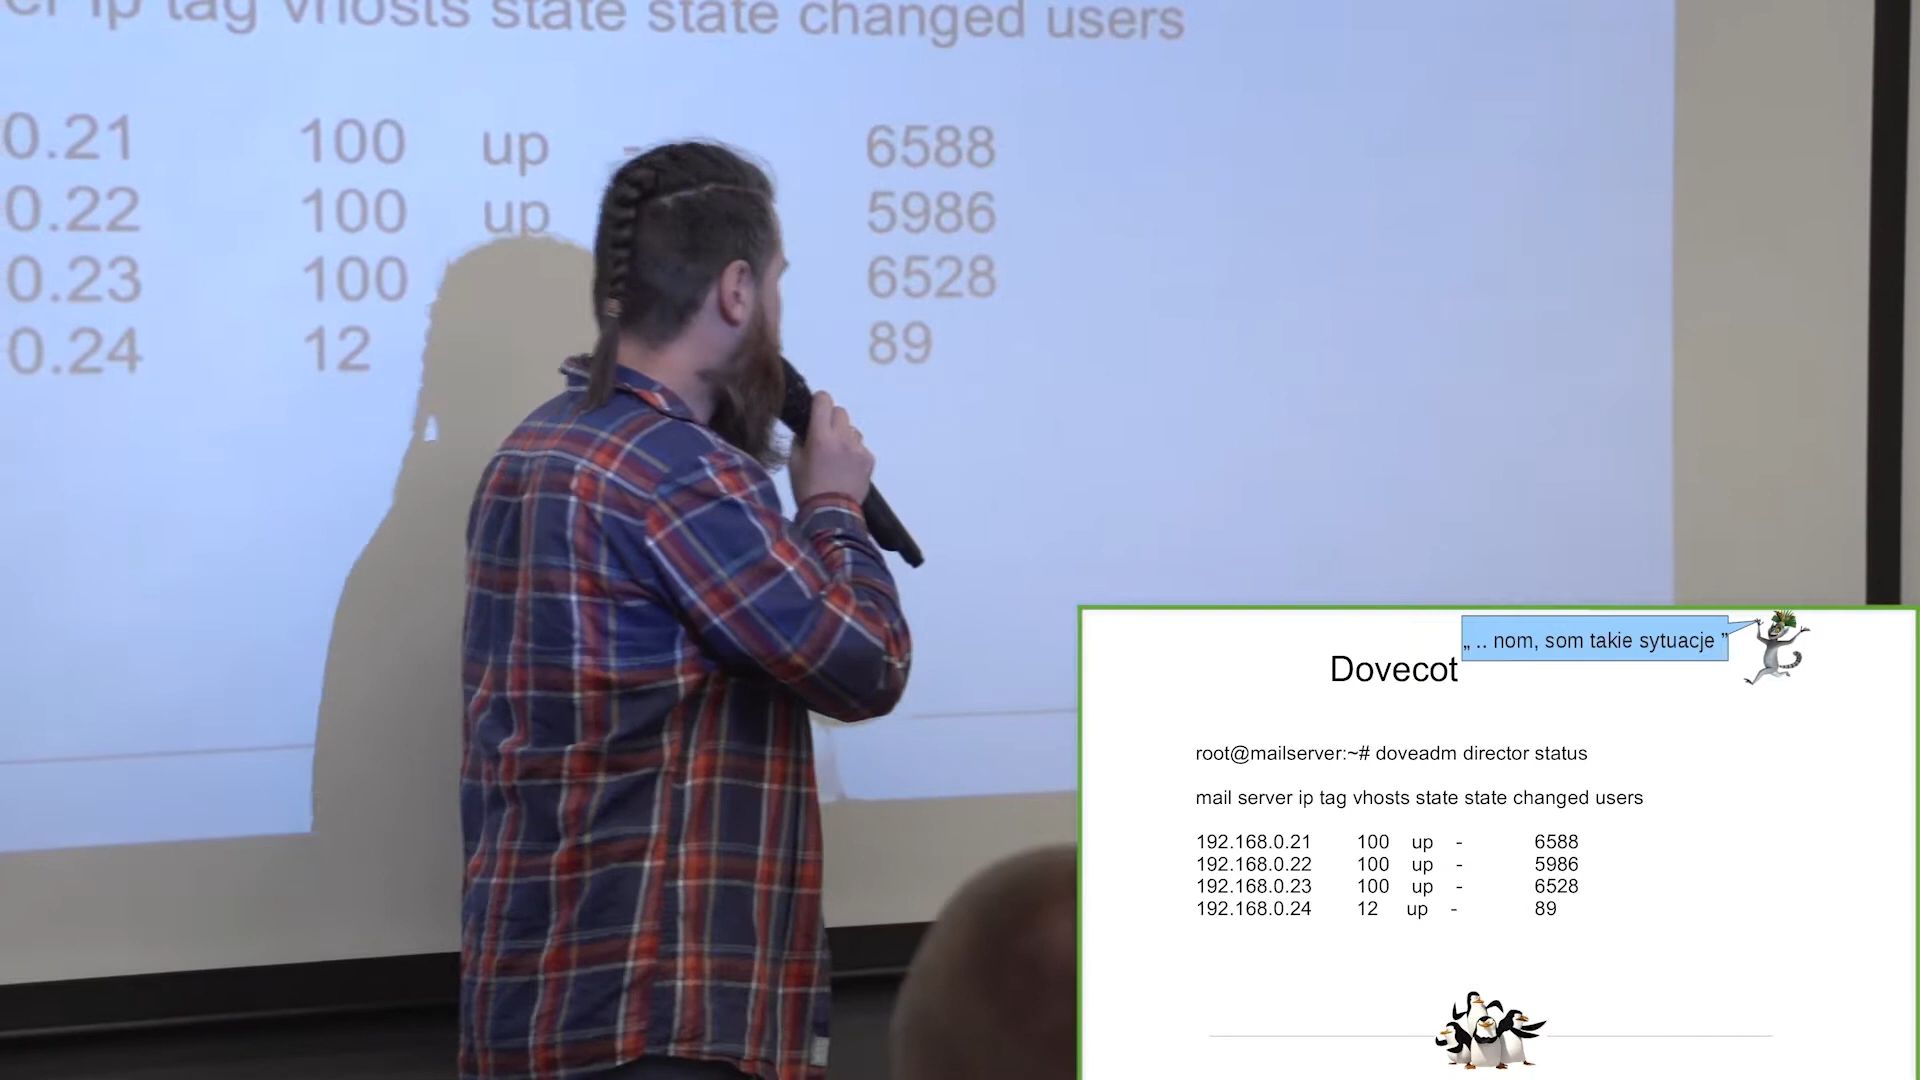 er ip tag vhosts state state changed users
0.21 100 up - 6588
0.22 100 up 5986
0.23 100 6528
0.24 12 89
„ .. nom, som takie sytuacje ”
Dovecot
root@mailserver:~# doveadm director status
mail server ip tag vhosts state state changed users
192.168.0.21 100 up - 6588
192.168.0.22 100 up - 5986
192.168.0.23 100 up - 6528
192.168.0.24 12 up - 89